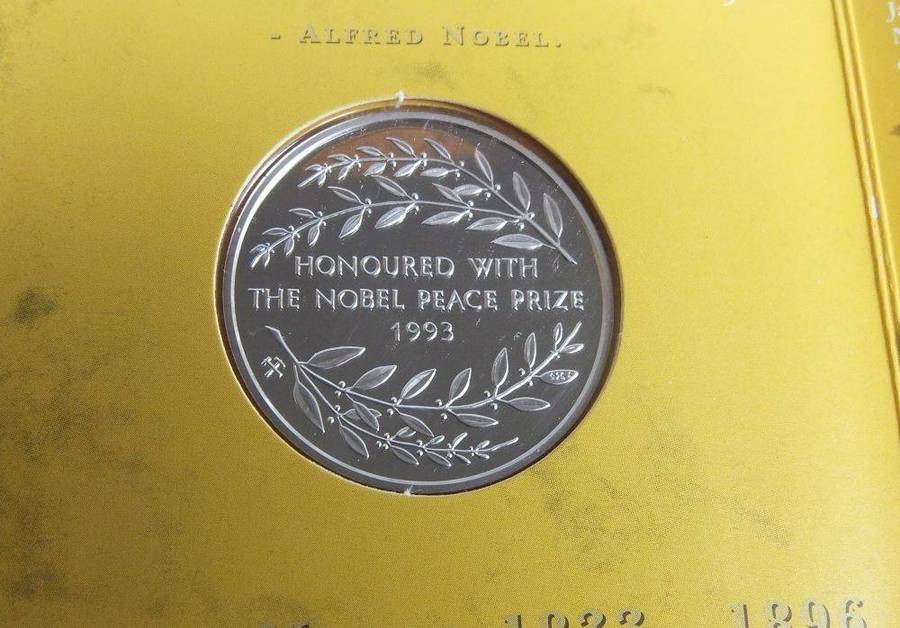 - ALFRED NOBEL.
HONOURED WITH
THE NOBEL PEACE PRIZE
1993
1896